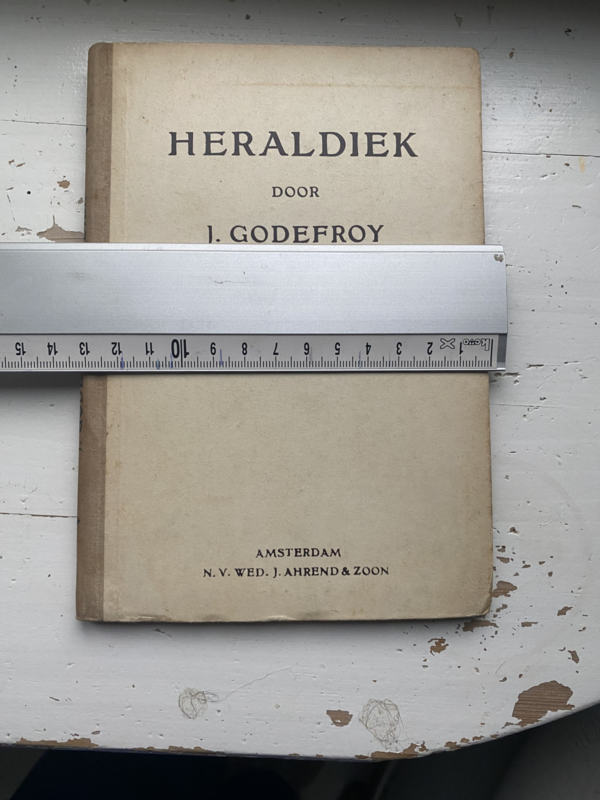 HERALDIEK
DOOR
J. GODEFROY
15 14 13 12 11 10 9 8 7 6 5 4 3 2 1
AMSTERDAM
N. V. WED. J. AHREND & ZOON